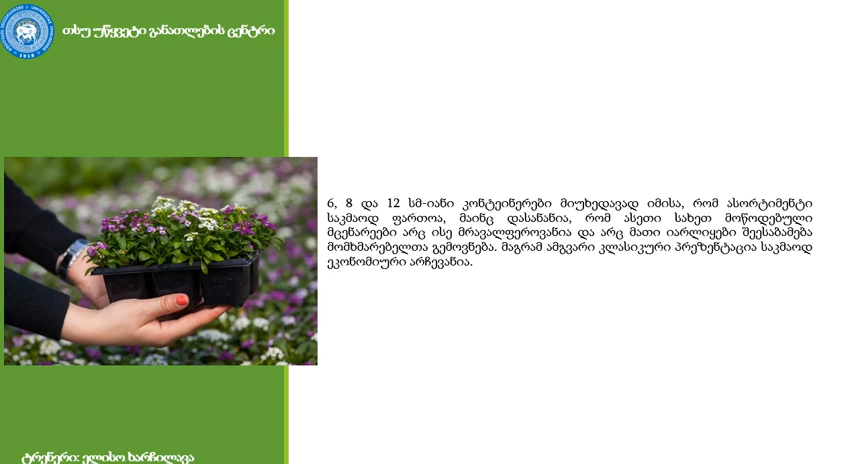 თსუ უწყვეტი განათლების ცენტრი
1918
6, 8 და 12 სმ-იანი კონტეინერები მიუხედავად იმისა, რომ ასორტიმენტი
საკმაოდ ფართოა, მაინც დასანანია, რომ ასეთი სახეთ მოწოდებული
მცენარეები არც ისე მრავალფეროვანია და არც მათი იარლიყები შეესაბამება
მომხმარებელთა გემოვნება. მაგრამ ამგვარი კლასიკური პრეზენტაცია საკმაოდ
ეკონომიური არჩევანია.
ტრენერი: ელისო ხარჩილავა